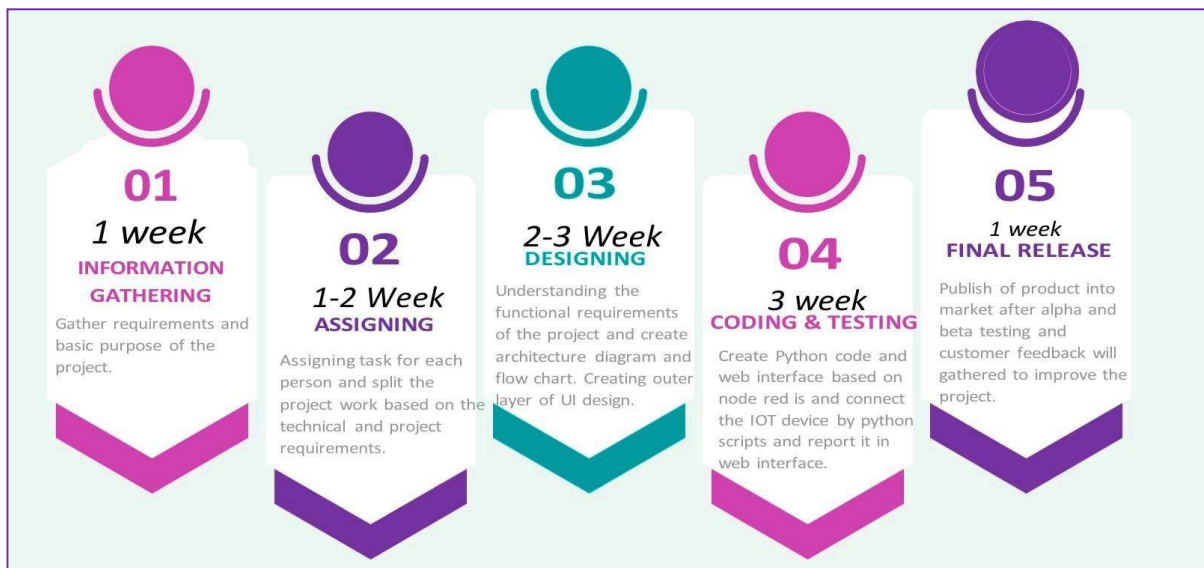 01
1 week
INFORMATION
GATHERING
Gather requirements and
basic purpose of the
project.
02
1-2 Week
ASSIGNING
Assigning task for each
person and split the
project work based on the
technical and project
requirements.
03
2-3 Week
DESIGNING
Understanding the
functional requirements
of the project and create
architecture diagram and
flow chart. Creating outer
layer of UI design.
04
3 week
CODING & TESTING
Create Python code and
web interface based on
node red is and connect
the IOT device by python
scripts and report it in
web interface.
05
1 week
FINAL RELEASE
Publish of product into
market after alpha and
beta testing and
customer feedback will
gathered to improve the
project.